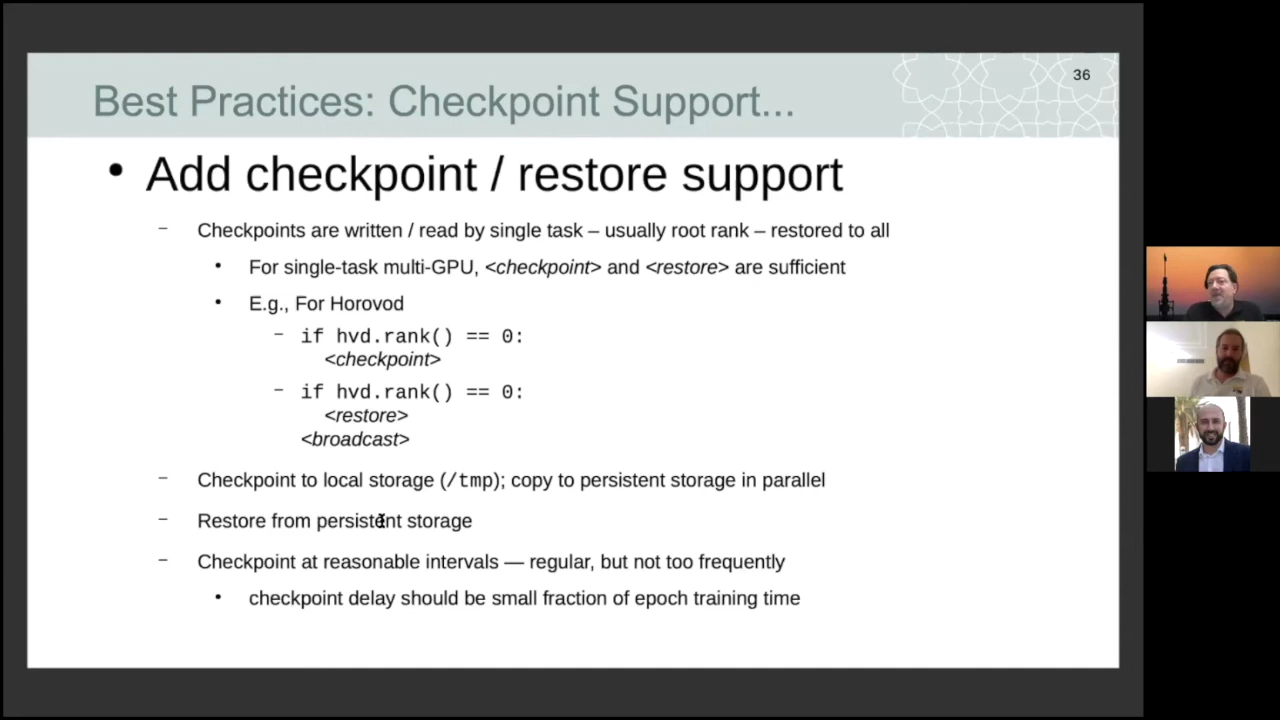 36
Best Practices: Checkpoint Support...
• Add checkpoint / restore support
– Checkpoints are written / read by single task – usually root rank – restored to all
• For single-task multi-GPU, <checkpoint> and <restore> are sufficient
• E.g., For Horovod
– if hvd.rank() == 0:
<checkpoint>
– if hvd.rank() == 0:
<restore>
<broadcast>
– Checkpoint to local storage (/tmp); copy to persistent storage in parallel
– Restore from persistent storage
– Checkpoint at reasonable intervals — regular, but not too frequently
• checkpoint delay should be small fraction of epoch training time